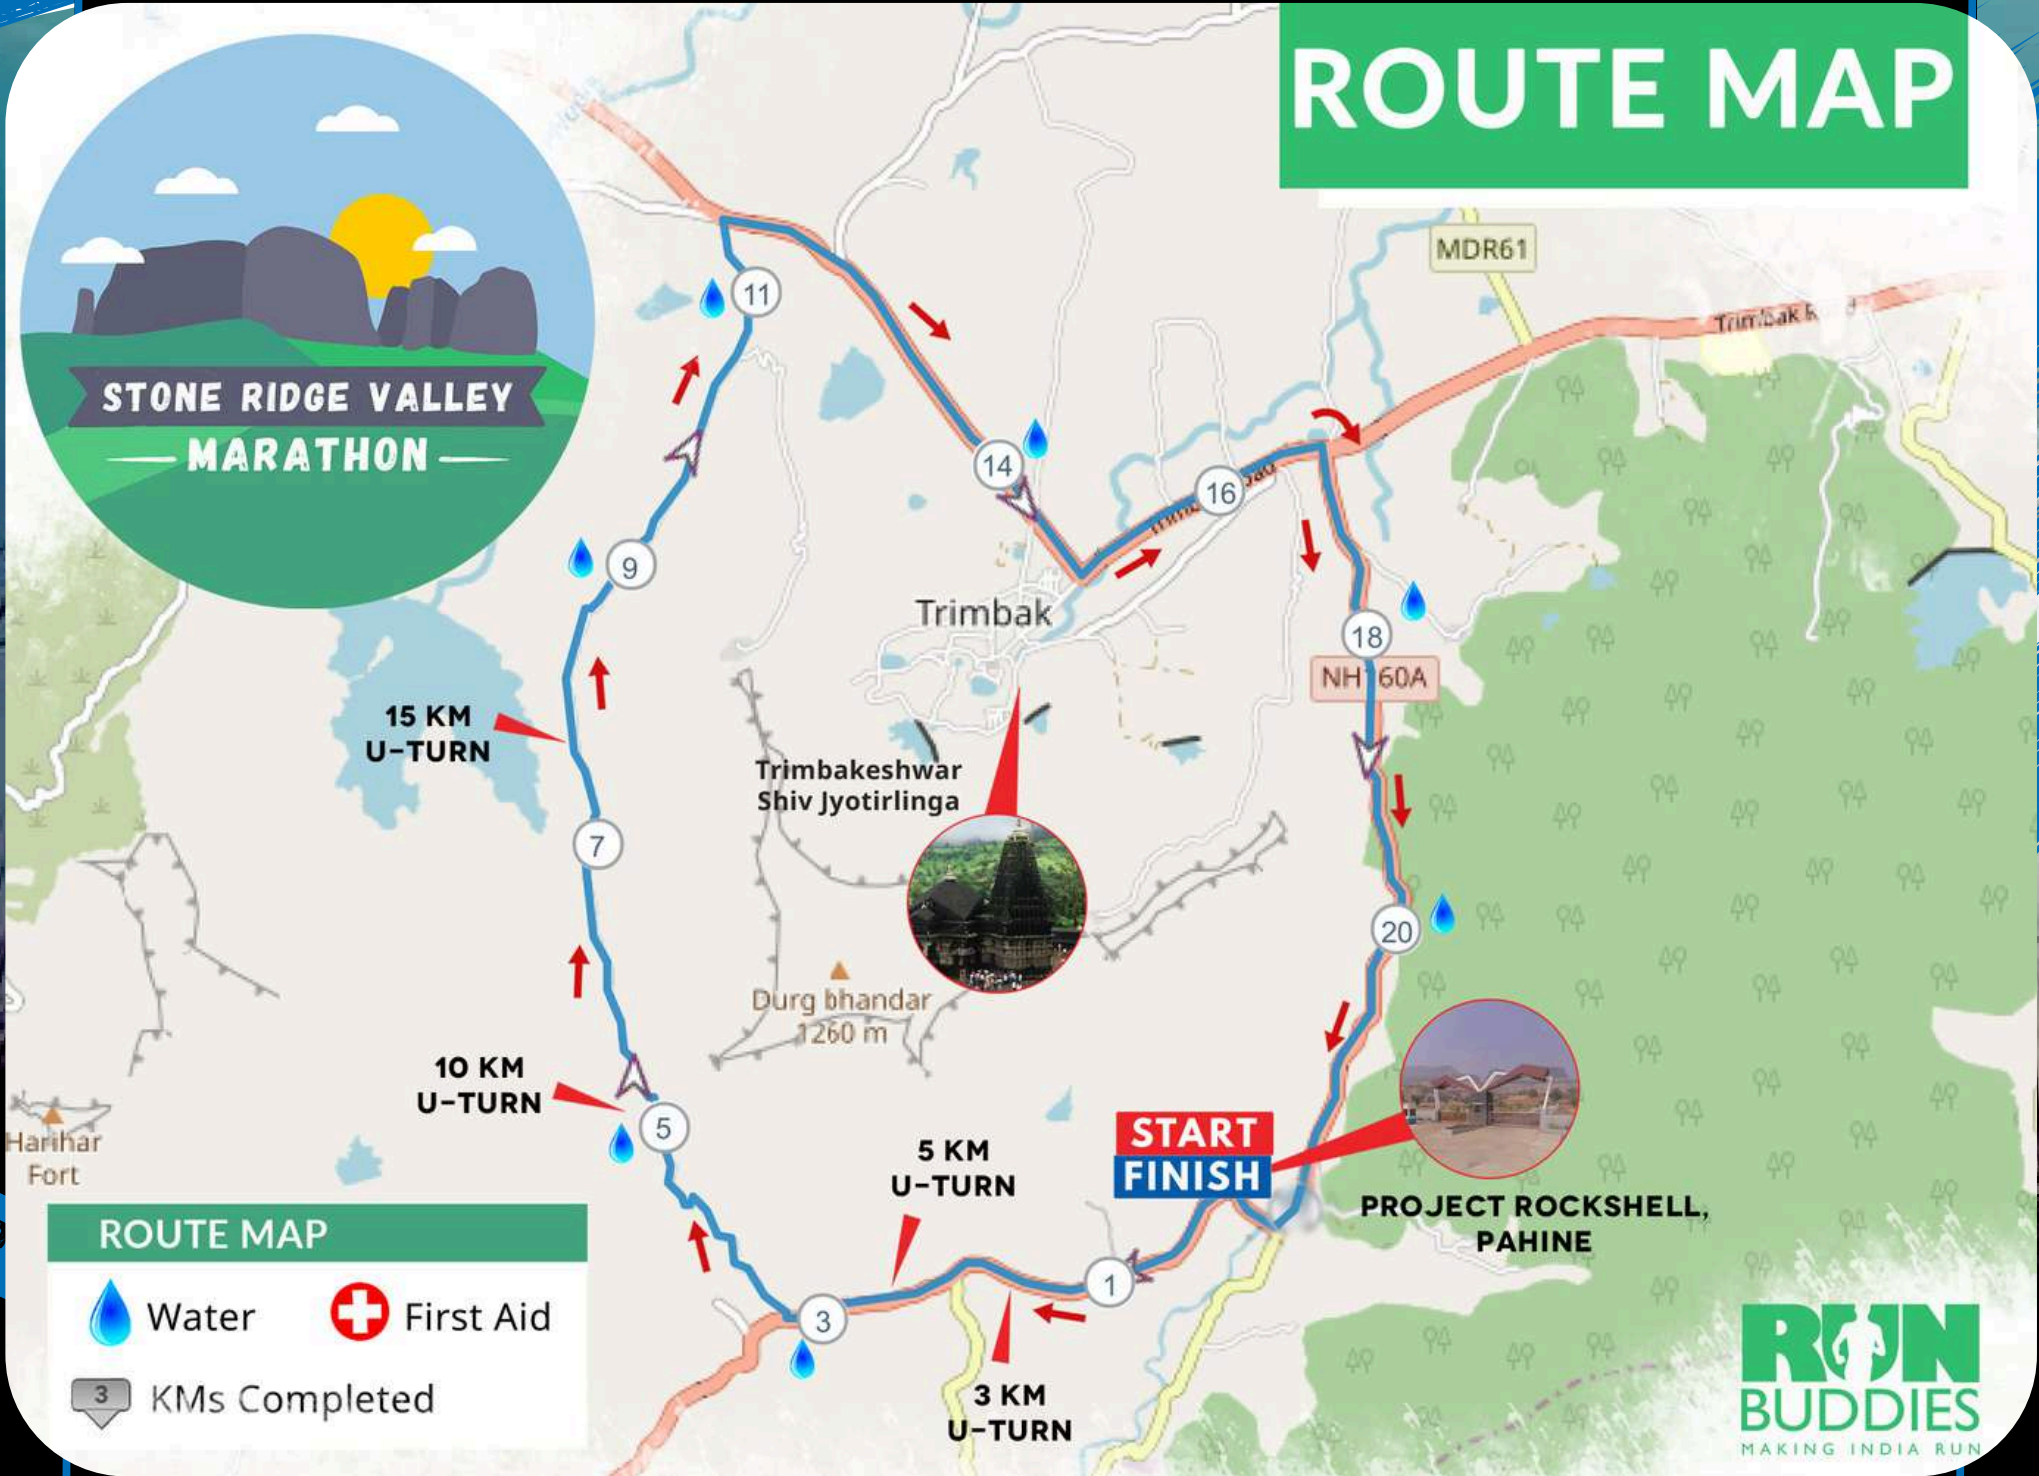 ROUTE MAP
STONE RIDGE VALLEY
MARATHON
MDR61
11
14
16
9
Trimbak
18
NH160A
15 KM
U-TURN
Trimbakeshwar
Shiv Jyotirlinga
7
20
Durg bhandar
1260 m
10 KM
U-TURN
5
Harihar
Fort
5 KM
U-TURN
START
FINISH
PROJECT ROCKSHELL,
PAHINE
1
3
3 KM
U-TURN
ROUTE MAP
Water
First Aid
3
KMs Completed
RUN
BUDDIES
MAKING INDIA RUN